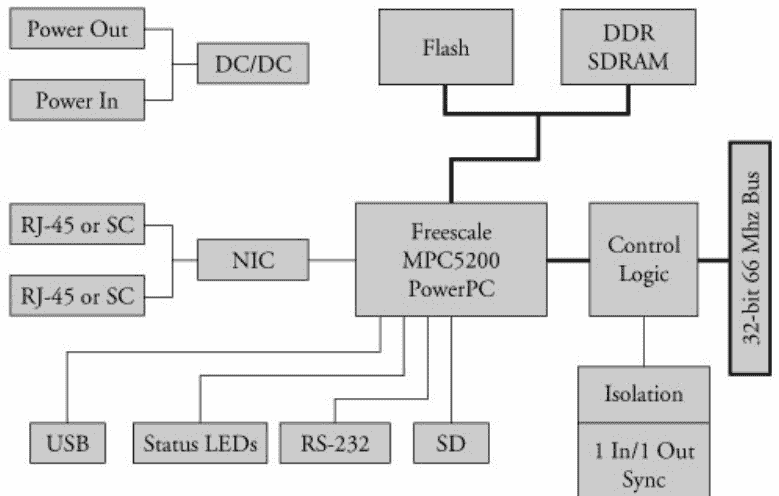 Power Out
DC/DC
Power In
Flash
DDR
SDRAM
RJ-45 or SC
NIC
RJ-45 or SC
Freescale
MPC5200
PowerPC
Control
Logic
32-bit 66 Mhz Bus
USB
Status LEDs
RS-232
SD
Isolation
1 In/1 Out
Sync